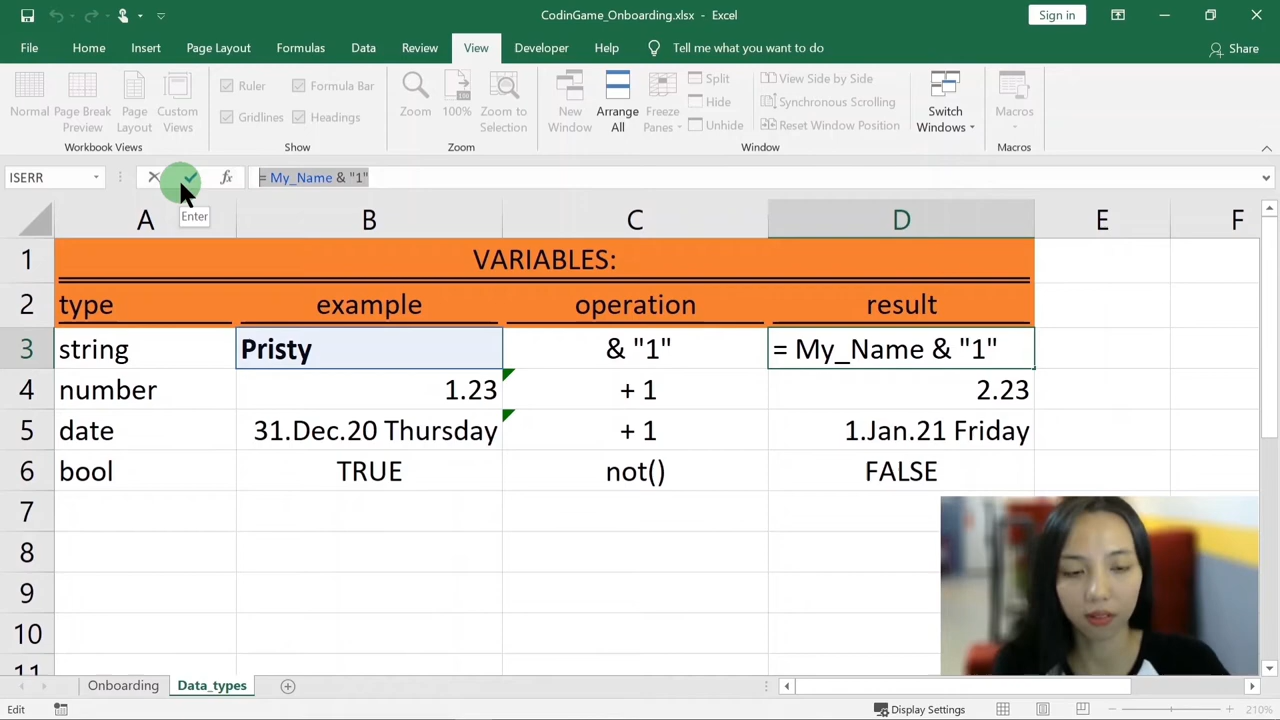 CodinGame_Onboarding.xlsx - Excel
Sign in
File Home Insert Page Layout Formulas Data Review View Developer Help Tell me what you want to do Share
Normal
Page Break Preview
Page Layout
Custom Views
Ruler
Formula Bar
Gridlines
Headings
Zoom
100%
Zoom to Selection
New Window
Arrange All
Freeze Panes
Split
Hide
Unhide
View Side by Side
Synchronous Scrolling
Reset Window Position
Switch Windows
Macros
Workbook Views Show Zoom Window Macros
ISERR fx = My_Name & "1"
Enter
A B C D E F
1 VARIABLES:
2 type example operation result
3 string Pristy & "1" = My_Name & "1"
4 number 1.23 + 1 2.23
5 date 31.Dec.20 Thursday + 1 1.Jan.21 Friday
6 bool TRUE not() FALSE
7
8
9
10
11
Onboarding Data_types
Edit Display Settings 210%